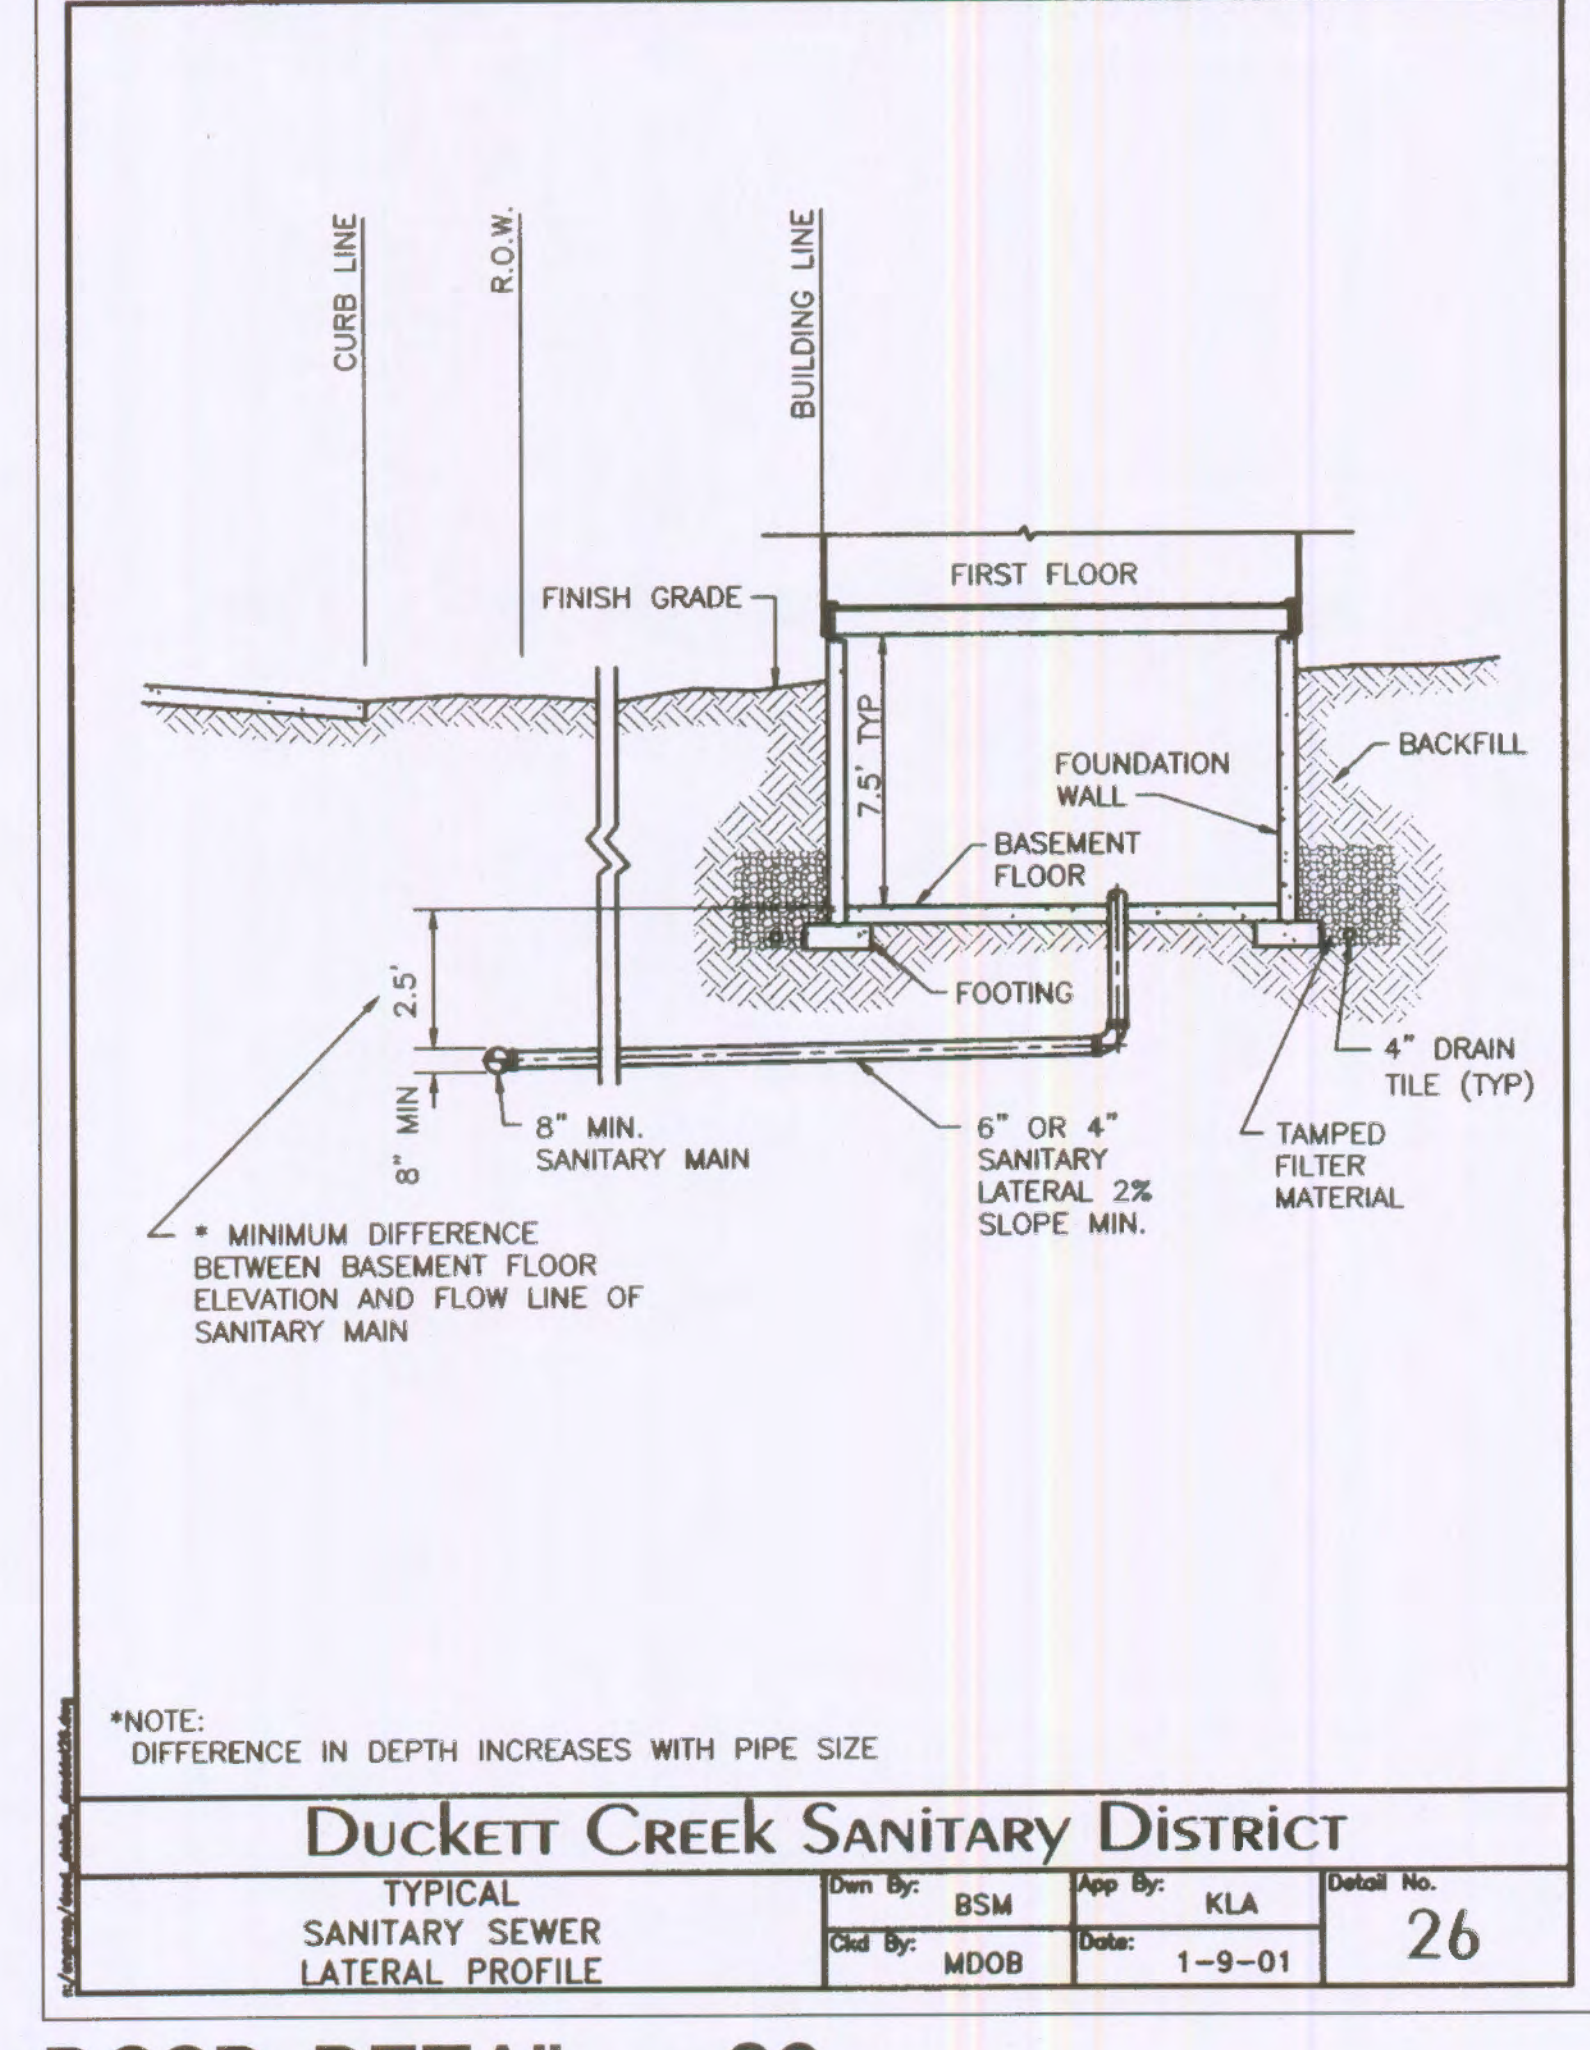 CURB LINE
R.O.W.
BUILDING LINE
FIRST FLOOR
FINISH GRADE
7.5' TYP
BACKFILL
FOUNDATION
WALL
BASEMENT
FLOOR
2.5'
FOOTING
8" MIN
4" DRAIN
TILE (TYP)
8" MIN.
SANITARY MAIN
6" OR 4"
SANITARY
LATERAL 2%
SLOPE MIN.
TAMPED
FILTER
MATERIAL
* MINIMUM DIFFERENCE
BETWEEN BASEMENT FLOOR
ELEVATION AND FLOW LINE OF
SANITARY MAIN
*NOTE:
DIFFERENCE IN DEPTH INCREASES WITH PIPE SIZE
Duckett Creek Sanitary District
TYPICAL
SANITARY SEWER
LATERAL PROFILE
Dwn By: BSM
App By: KLA
Detail No.
26
Ckd By: MDOB
Date: 1-9-01